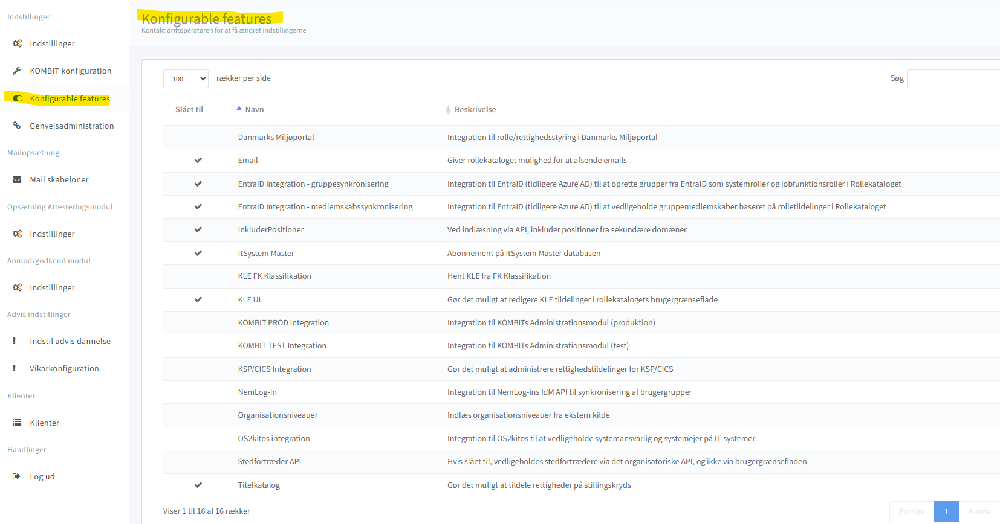 Indstillinger
Indstillinger
KOMBIT konfiguration
Konfigurable features
Genvejsadministration
Mailopsætning
Mail skabeloner
Opsætning Attesteringsmodul
Indstillinger
Anmod/godkend modul
Indstillinger
Advis indstillinger
Indstil advis dannelse
Vikarkonfiguration
Klienter
Klienter
Handlinger
Log ud
Konfigurable features
Kontakt driftoperatøren for at få ændret indstillingerne
100 rækker per side
Søg
Slået til Navn Beskrivelse
Danmarks Miljøportal Integration til rolle/rettighedsstyring i Danmarks Miljøportal
Email Giver rollekataloget mulighed for at afsende emails
EntraID Integration - gruppesynkronisering Integration til EntraID (tidligere Azure AD) til at oprette grupper fra EntraID som systemroller og jobfunktionsroller i Rollekataloget
EntraID Integration - medlemskabssynkronisering Integration til EntraID (tidligere Azure AD) til at vedligeholde gruppemedlemskaber baseret på rolletildelinger i Rollekataloget
InkluderPositioner Ved indlæsning via API, inkluder positioner fra sekundære domæner
ItSystem Master Abonnement på ItSystem Master databasen
KLE FK Klassifikation Hent KLE fra FK Klassifikation
KLE UI Gør det muligt at redigere KLE tildelinger i rollekatalogets brugergrænseflade
KOMBIT PROD Integration Integration til KOMBITs Administrationsmodul (produktion)
KOMBIT TEST Integration Integration til KOMBITs Administrationsmodul (test)
KSP/CICS Integration Gør det muligt at administrere rettighedstildelinger for KSP/CICS
NemLog-in Integration til NemLog-ins IdM API til synkronisering af brugergrupper
Organisationsniveauer Indlæs organisationsniveauer fra ekstern kilde
OS2kitos integration Integration til OS2kitos til at vedligeholde systemansvarlig og systemejer på IT-systemer
Stedfortræder API Hvis slået til, vedligeholdes stedfortrædere via det organisatoriske API, og ikke via brugergrænsefladen.
Titelkatalog Gør det muligt at tildele rettigheder på stillingskryds
Viser 1 til 16 af 16 rækker
Forrige 1 Næste